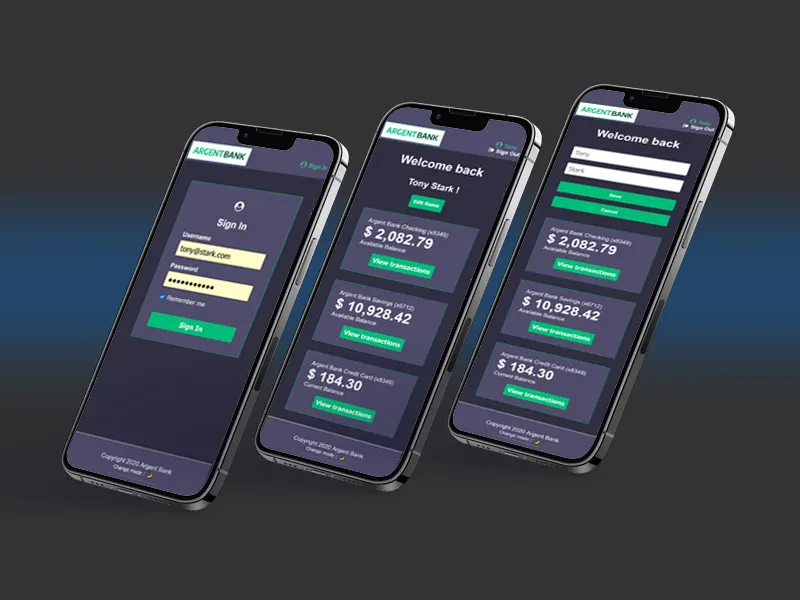 ARGENTBANK
Sign In
Sign In
Username
tony@stark.com
Password
Remember me
Sign In
Copyright 2020 Argent Bank
Change mode !
ARGENTBANK
Tony
Sign Out
Welcome back
Tony Stark !
Edit Name
Argent Bank Checking (x8349)
$ 2,082.79
Available Balance
View transactions
Argent Bank Savings (x6712)
$ 10,928.42
Available Balance
View transactions
Argent Bank Credit Card (x8349)
$ 184.30
Current Balance
View transactions
Copyright 2020 Argent Bank
Change mode !
ARGENTBANK
Tony
Sign Out
Welcome back
Tony
Stark
Save
Cancel
Argent Bank Checking (x8349)
$ 2,082.79
Available Balance
View transactions
Argent Bank Savings (x6712)
$ 10,928.42
Available Balance
View transactions
Argent Bank Credit Card (x8349)
$ 184.30
Current Balance
View transactions
Copyright 2020 Argent Bank
Change mode !